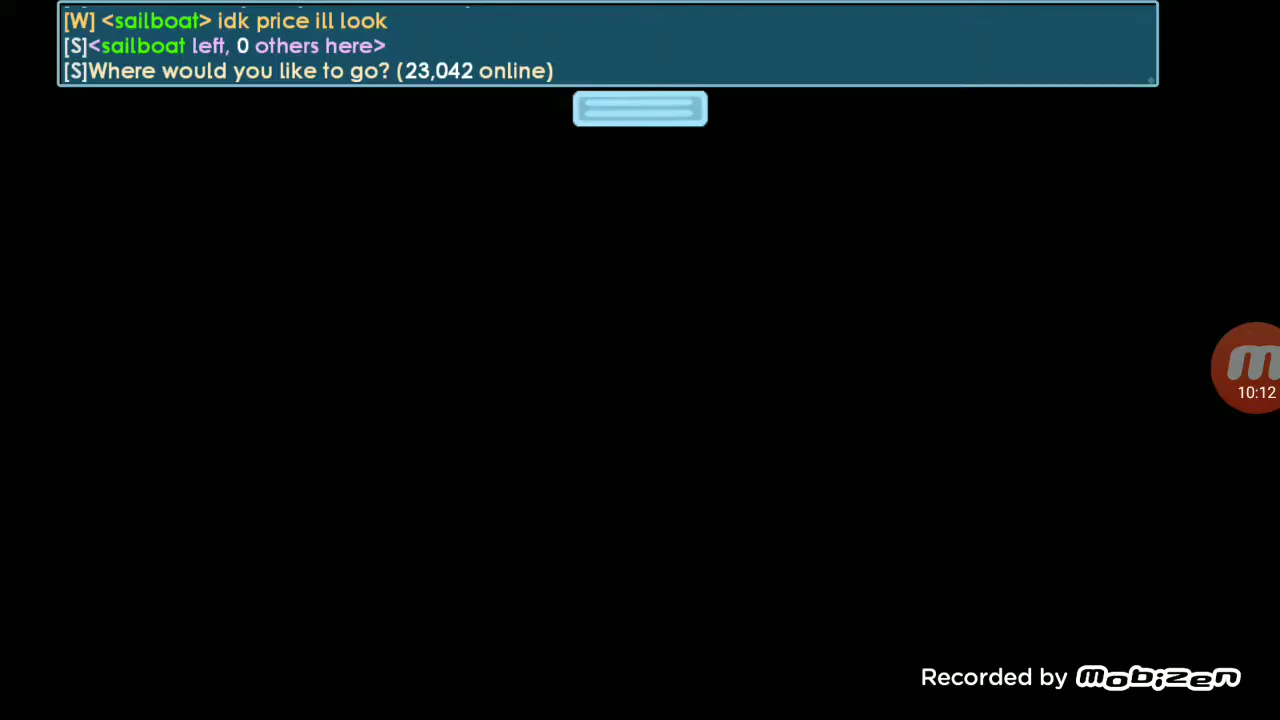 [W] <sailboat> idk price ill look
[S]<sailboat left, 0 others here>
[S]Where would you like to go? (23,042 online)
10:12
Recorded by mobizen